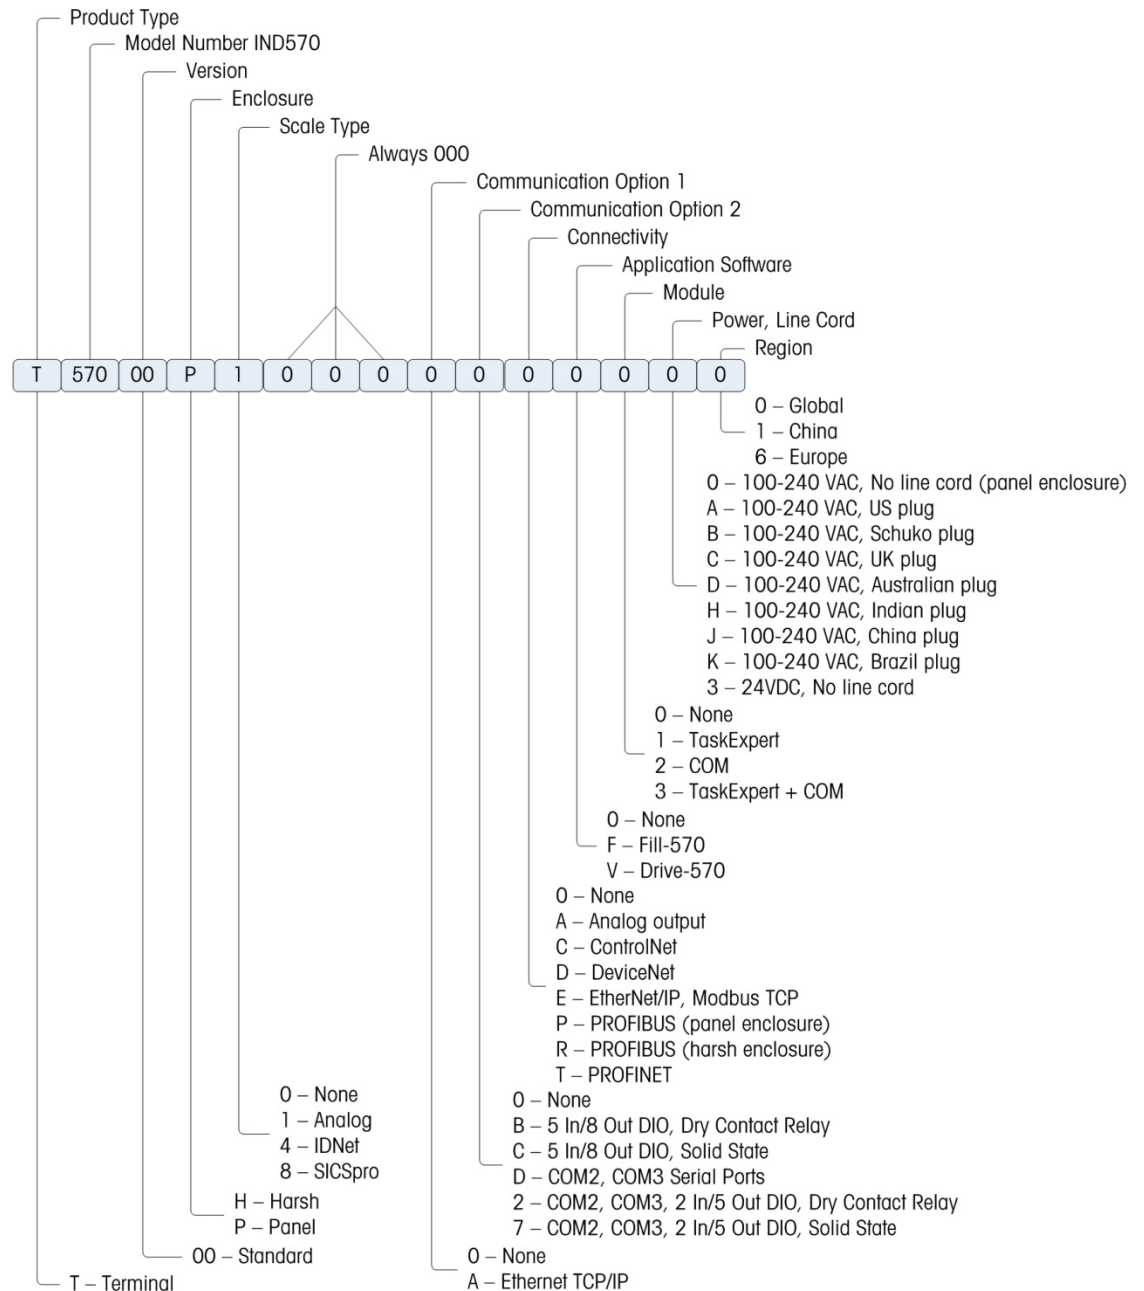 Product Type
Model Number IND570
Version
Enclosure
Scale Type
Always 000
Communication Option 1
Communication Option 2
Connectivity
Application Software
Module
Power, Line Cord
Region
T 570 00 P 1 0 0 0 0 0 0 0 0 0 0
0 – Global
1 – China
6 – Europe
0 – 100-240 VAC, No line cord (panel enclosure)
A – 100-240 VAC, US plug
B – 100-240 VAC, Schuko plug
C – 100-240 VAC, UK plug
D – 100-240 VAC, Australian plug
H – 100-240 VAC, Indian plug
J – 100-240 VAC, China plug
K – 100-240 VAC, Brazil plug
3 – 24VDC, No line cord
0 – None
1 – TaskExpert
2 – COM
3 – TaskExpert + COM
0 – None
F – Fill-570
V – Drive-570
0 – None
A – Analog output
C – ControlNet
D – DeviceNet
E – EtherNet/IP, Modbus TCP
P – PROFIBUS (panel enclosure)
R – PROFIBUS (harsh enclosure)
T – PROFINET
0 – None
B – 5 In/8 Out DIO, Dry Contact Relay
C – 5 In/8 Out DIO, Solid State
D – COM2, COM3 Serial Ports
2 – COM2, COM3, 2 In/5 Out DIO, Dry Contact Relay
7 – COM2, COM3, 2 In/5 Out DIO, Solid State
0 – None
A – Ethernet TCP/IP
0 – None
1 – Analog
4 – IDNet
8 – SICSpro
H – Harsh
P – Panel
00 – Standard
T – Terminal